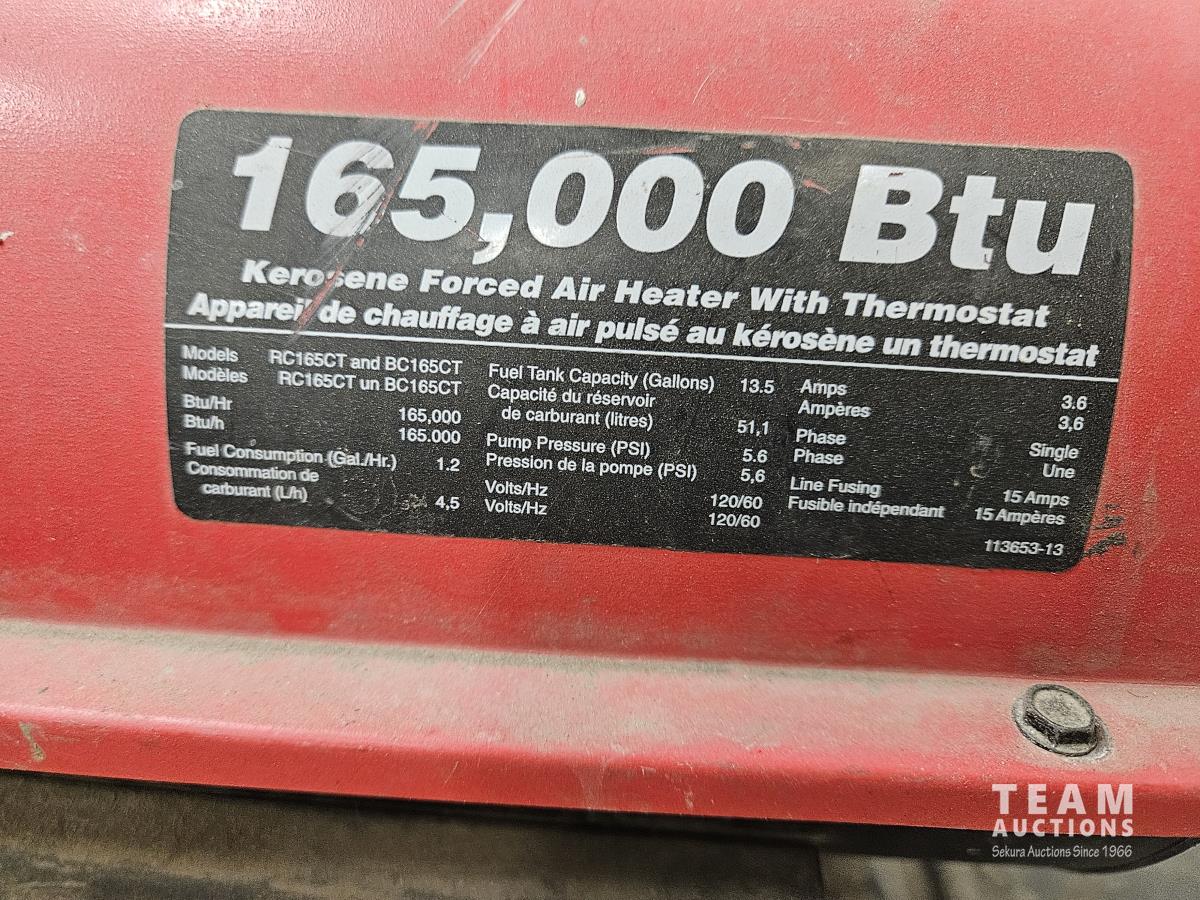 165,000 Btu
Kerosene Forced Air Heater With Thermostat
Appareil de chauffage à air pulsé au kérosène un thermostat
Models RC165CT and BC165CT
Modèles RC165CT un BC165CT
Btu/Hr 165,000
Btu/h 165.000
Fuel Consumption (Gal./Hr.) 1.2
Consommation de
carburant (L/h) 4,5
Fuel Tank Capacity (Gallons) 13.5
Capacité du réservoir
de carburant (litres) 51,1
Pump Pressure (PSI) 5.6
Pression de la pompe (PSI) 5,6
Volts/Hz 120/60
Volts/Hz 120/60
Amps 3.6
Ampères 3,6
Phase Single
Phase Une
Line Fusing 15 Amps
Fusible indépendant 15 Ampères
113653-13
TEAM
AUCTIONS
Sekura Auctions Since 1966